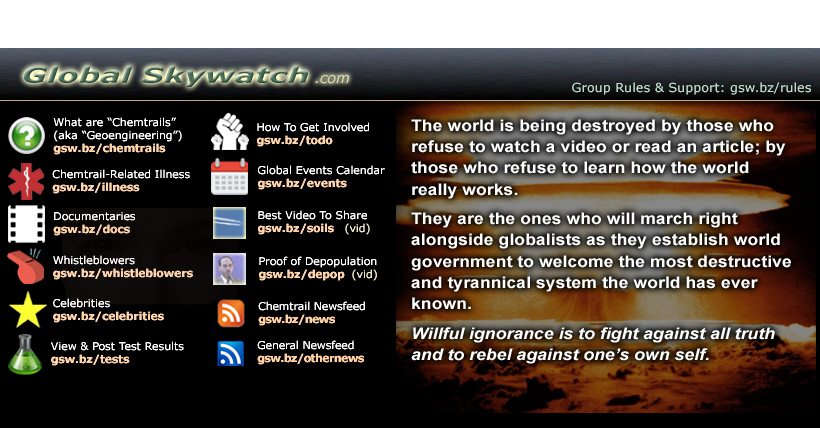 Global Skywatch .com
Group Rules & Support: gsw.bz/rules
What are “Chemtrails”
(aka “Geoengineering”)
gsw.bz/chemtrails
Chemtrail-Related Illness
gsw.bz/illness
Documentaries
gsw.bz/docs
Whistleblowers
gsw.bz/whistleblowers
Celebrities
gsw.bz/celebrities
View & Post Test Results
gsw.bz/tests
How To Get Involved
gsw.bz/todo
Global Events Calendar
gsw.bz/events
Best Video To Share
gsw.bz/soils (vid)
Proof of Depopulation
gsw.bz/depop (vid)
Chemtrail Newsfeed
gsw.bz/news
General Newsfeed
gsw.bz/othernews
The world is being destroyed by those who
refuse to watch a video or read an article; by
those who refuse to learn how the world
really works.
They are the ones who will march right
alongside globalists as they establish world
government to welcome the most destructive
and tyrannical system the world has ever
known.
Willful ignorance is to fight against all truth
and to rebel against one’s own self.